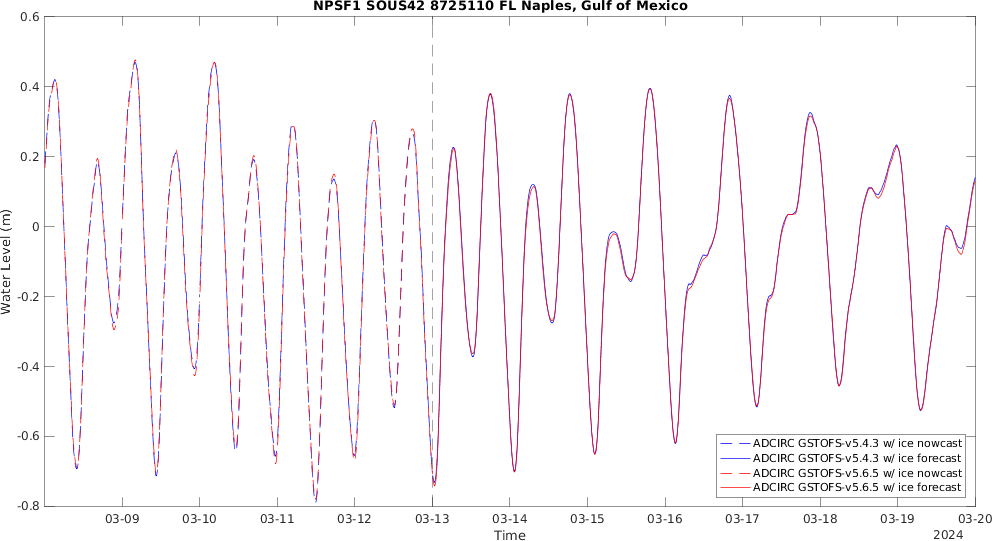 NPSF1 SOUS42 8725110 FL Naples, Gulf of Mexico
0.6
0.4
0.2
0
-0.2
-0.4
-0.6
-0.8
Water Level (m)
ADCIRC GSTOFS-v5.4.3 w/ ice nowcast
ADCIRC GSTOFS-v5.4.3 w/ ice forecast
ADCIRC GSTOFS-v5.6.5 w/ ice nowcast
ADCIRC GSTOFS-v5.6.5 w/ ice forecast
03-09 03-10 03-11 03-12 03-13 03-14 03-15 03-16 03-17 03-18 03-19 03-20
Time
2024